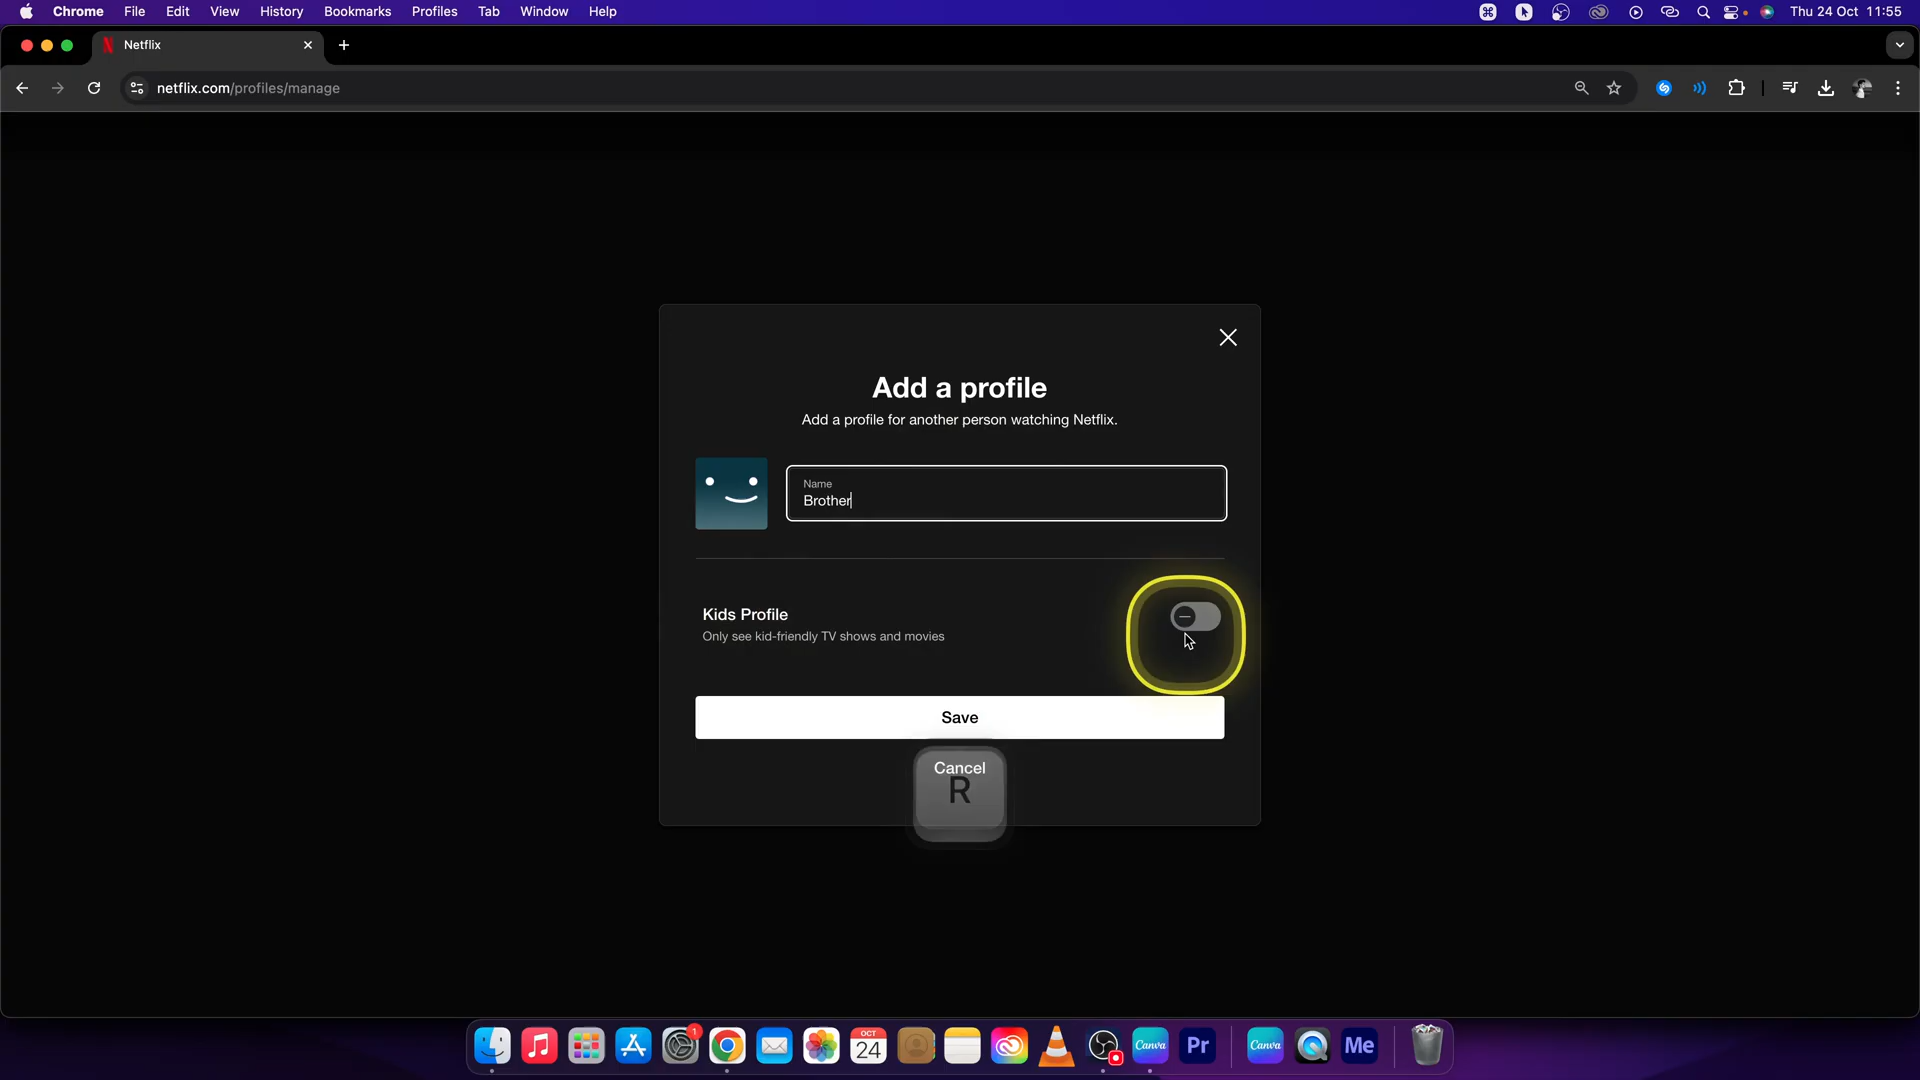 Chrome File Edit View History Bookmarks Profiles Tab Window Help Thu 24 Oct 11:55
Netflix
netflix.com/profiles/manage
Add a profile
Add a profile for another person watching Netflix.
Name
Brother
Kids Profile
Only see kid-friendly TV shows and movies
Save
Cancel
R
1
OCT
24
Canva
Pr
Canva
Me